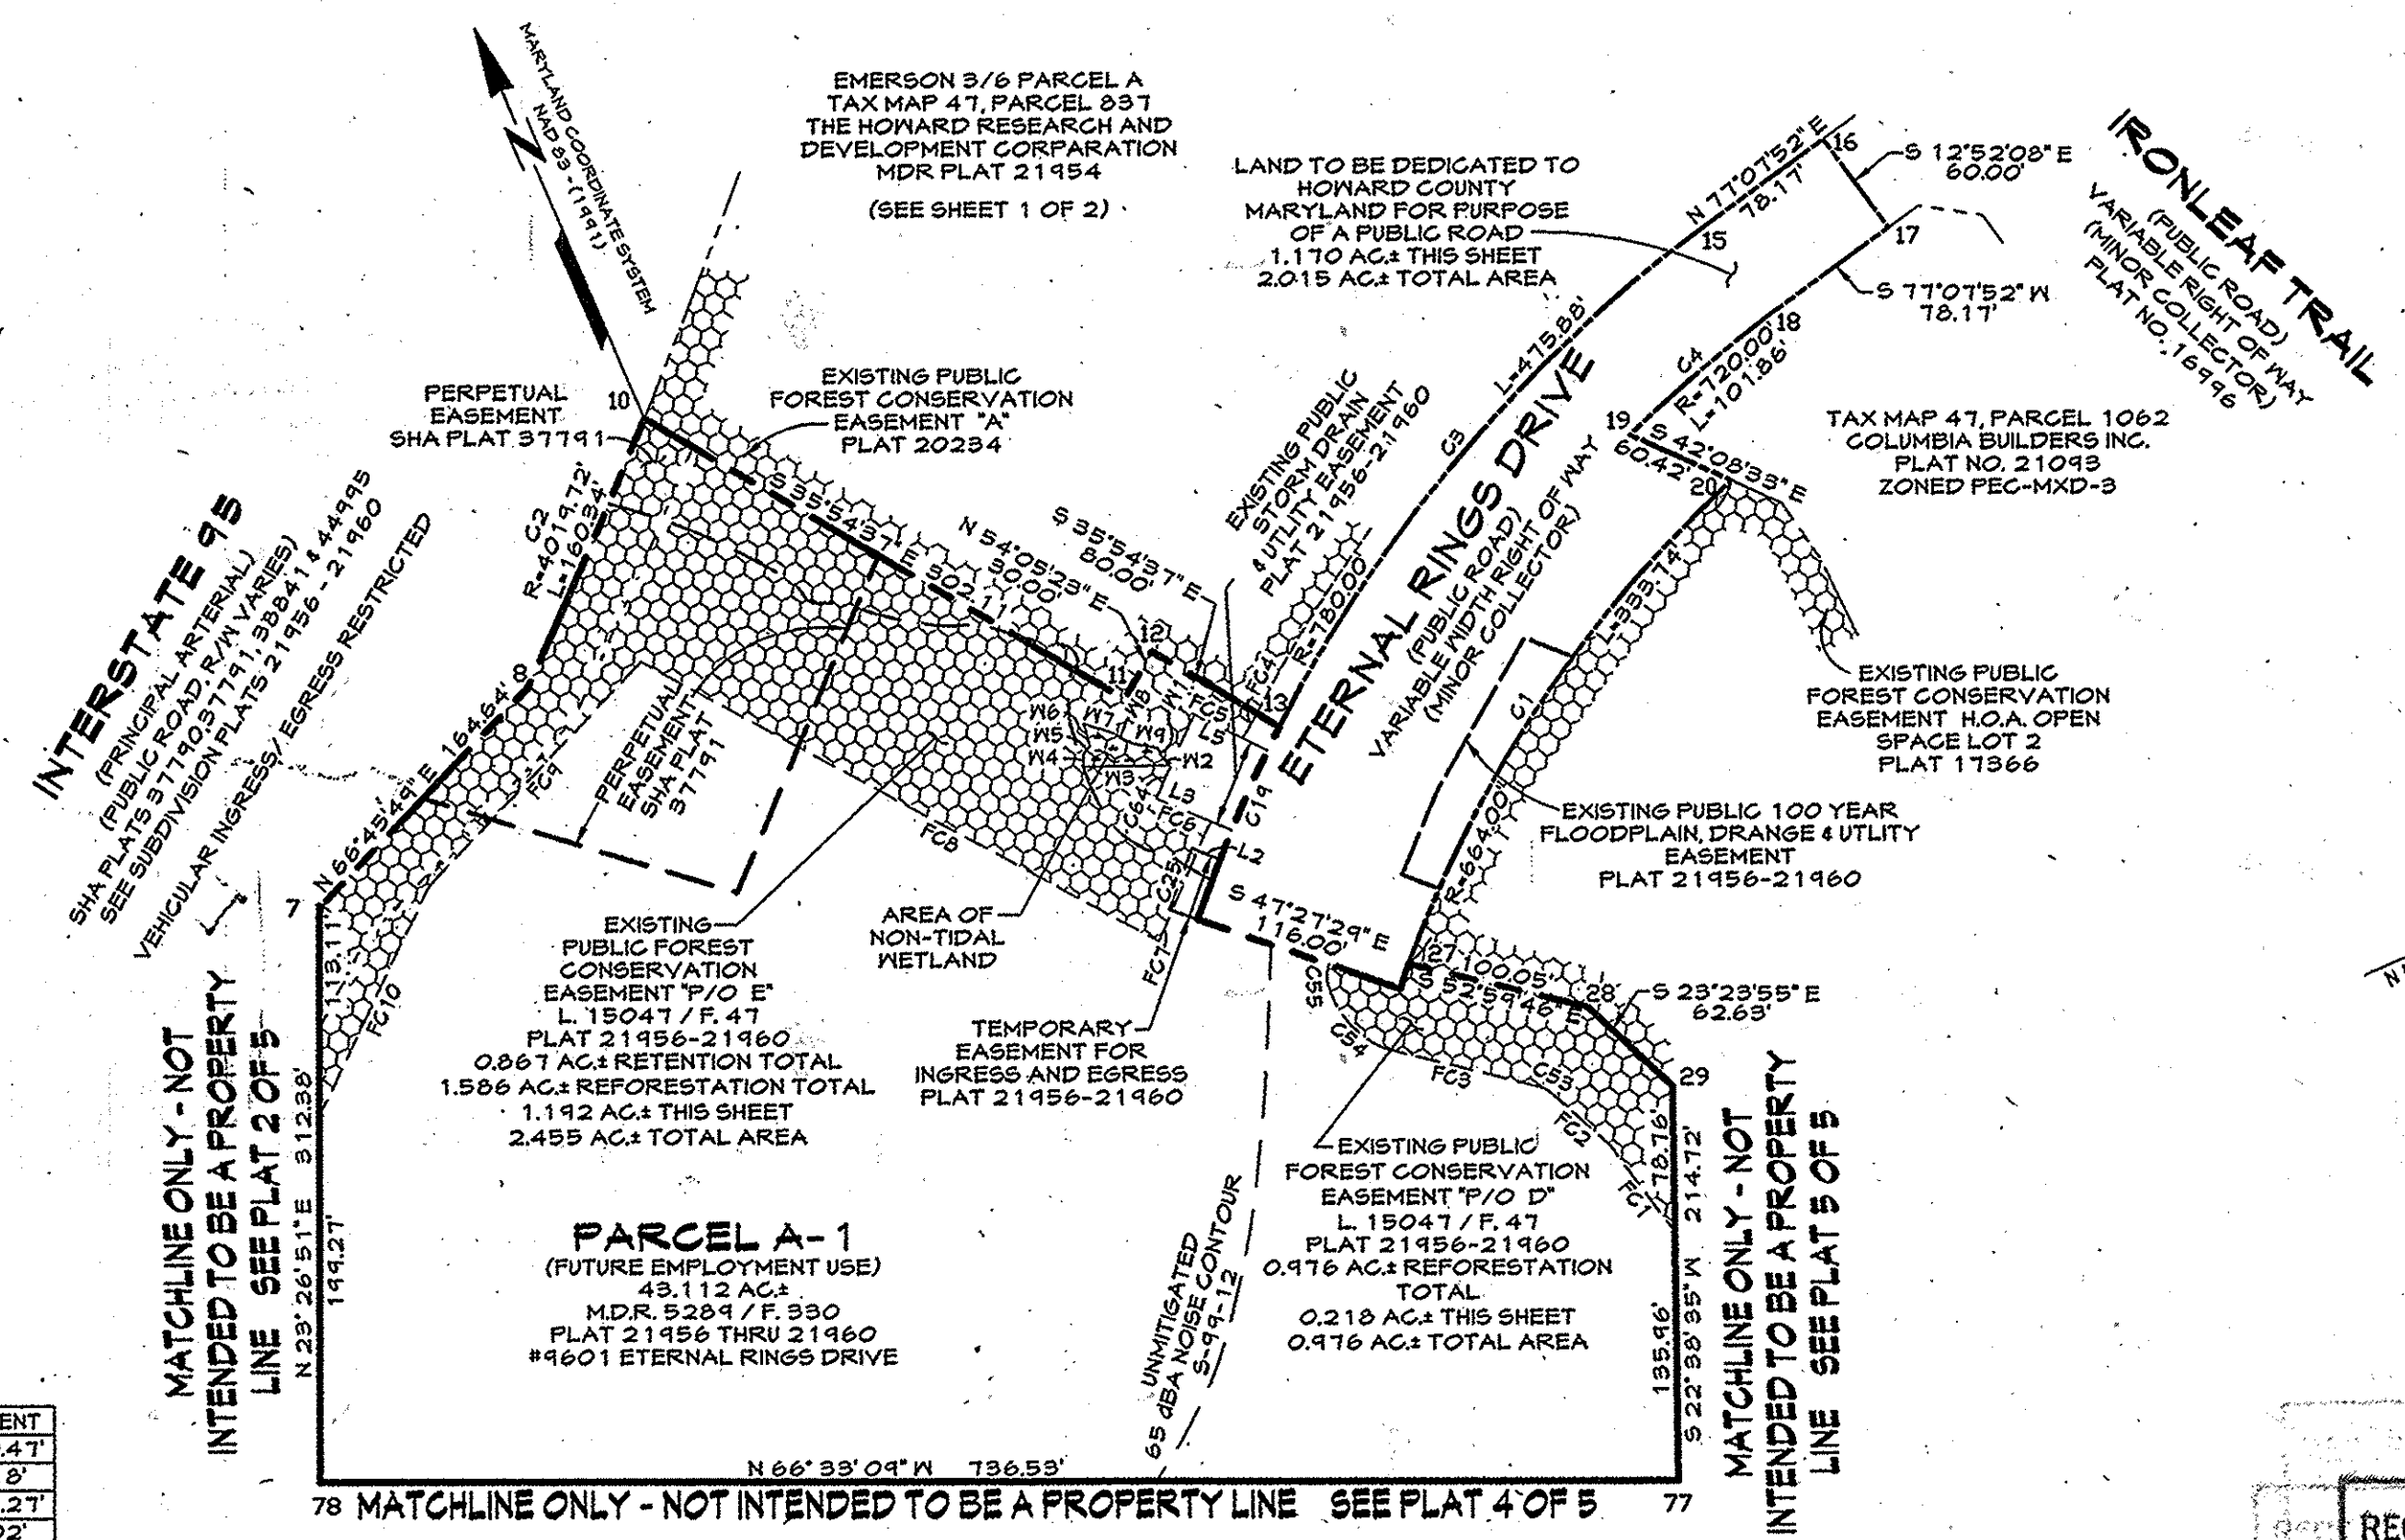 MARYLAND COORDINATE SYSTEM
NAD 83 - (1991)
N
EMERSON 3/6 PARCEL A
TAX MAP 47, PARCEL 837
THE HOWARD RESEARCH AND
DEVELOPMENT CORPARATION
MDR PLAT 21954
(SEE SHEET 1 OF 2)
LAND TO BE DEDICATED TO
HOWARD COUNTY
MARYLAND FOR PURPOSE
OF A PUBLIC ROAD
1.170 AC.± THIS SHEET
2.015 AC.± TOTAL AREA
N 77°07'52" E
78.17'
15
16
S 12°52'08" E
60.00'
17
S 77°07'52" W
78.17'
18
IRONLEAF TRAIL
(PUBLIC ROAD)
VARIABLE RIGHT OF WAY
(MINOR COLLECTOR)
PLAT NO. 16996
C4
R=720.00'
L=101.86'
19
S 42°08'33" E
60.42'
20
TAX MAP 47, PARCEL 1062
COLUMBIA BUILDERS INC.
PLAT NO. 21093
ZONED PEC-MXD-3
PERPETUAL
EASEMENT
SHA PLAT 37791
10
EXISTING PUBLIC
FOREST CONSERVATION
EASEMENT "A"
PLAT 20234
EXISTING PUBLIC
STORM DRAIN
& UTLITY EASEMENT
PLAT 21956-21960
L=475.88'
C3
R=780.00'
ETERNAL RINGS DRIVE
(PUBLIC ROAD)
VARIABLE WIDTH RIGHT OF WAY
(MINOR COLLECTOR)
INTERSTATE 95
(PRINCIPAL ARTERIAL)
(PUBLIC ROAD, R/W VARIES)
SHA PLATS 37790,37791, 38841 & 44995
SEE SUBDIVISION PLATS 21956 - 21960
VEHICULAR INGRESS/ EGRESS RESTRICTED
C2
R=4019.72'
L=160.34'
8
S 35°54'37" E 302.11'
N 54°05'23" E
30.00'
S 35°54'37" E
80.00'
11
12
13
FC4
FC5
L5
W1
W8
W7
W9
W6
W5
W4
W3
W2
L3
C64
FC6
C19
L2
C25
FC7
L=333.74'
C1
R=664.00'
EXISTING PUBLIC
FOREST CONSERVATION
EASEMENT H.O.A. OPEN
SPACE LOT 2
PLAT 17366
EXISTING PUBLIC 100 YEAR
FLOODPLAIN, DRANGE & UTLITY
EASEMENT
PLAT 21956-21960
N 66°45'49" E 164.64'
7
FC9
PERPETUAL
EASEMENT
SHA PLAT
37791
FC8
113.11'
FC10
EXISTING
PUBLIC FOREST
CONSERVATION
EASEMENT "P/O E"
L. 15047 / F. 47
PLAT 21956-21960
0.867 AC.± RETENTION TOTAL
1.586 AC.± REFORESTATION TOTAL
1.192 AC.± THIS SHEET
2.455 AC.± TOTAL AREA
AREA OF
NON-TIDAL
WETLAND
TEMPORARY
EASEMENT FOR
INGRESS AND EGRESS
PLAT 21956-21960
S 47°27'29" E
116.00'
27
100.05'
S 52°59'46" E
28
S 23°23'55" E
62.63'
29
C55
C54
FC3
C53
FC2
FC1
78.76'
EXISTING PUBLIC
FOREST CONSERVATION
EASEMENT "P/O D"
L. 15047 / F. 47
PLAT 21956-21960
0.976 AC.± REFORESTATION
TOTAL
0.218 AC.± THIS SHEET
0.976 AC.± TOTAL AREA
MATCHLINE ONLY - NOT
INTENDED TO BE A PROPERTY
LINE SEE PLAT 2 OF 5
N 23°26'51" E 312.38'
199.27'
PARCEL A-1
(FUTURE EMPLOYMENT USE)
43.112 AC.±
M.D.R. 5289 / F. 330
PLAT 21956 THRU 21960
#9601 ETERNAL RINGS DRIVE
UNMITIGATED
65 dBA NOISE CONTOUR
S-99-12
135.96'
S 22°38'35" W 214.72'
MATCHLINE ONLY - NOT
INTENDED TO BE A PROPERTY
LINE SEE PLAT 5 OF 5
N 66°33'09" W 736.53'
78
MATCHLINE ONLY - NOT INTENDED TO BE A PROPERTY LINE SEE PLAT 4 OF 5
77